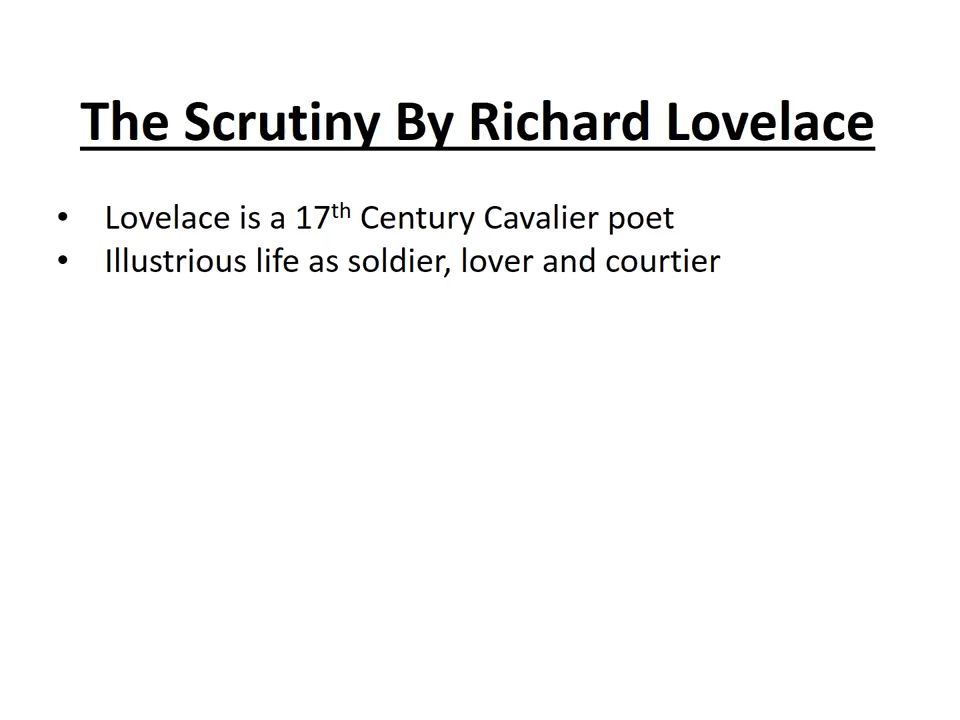 The Scrutiny By Richard Lovelace
• Lovelace is a 17th Century Cavalier poet
• Illustrious life as soldier, lover and courtier